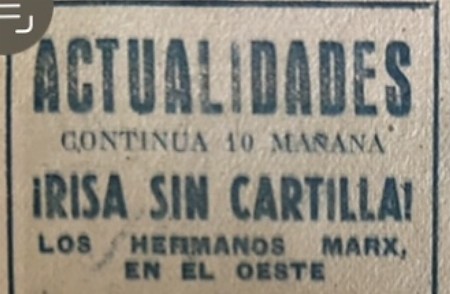 ACTUALIDADES
CONTINUA 10 MAÑANA
¡RISA SIN CARTILLA!
LOS HERMANOS MARX,
EN EL OESTE